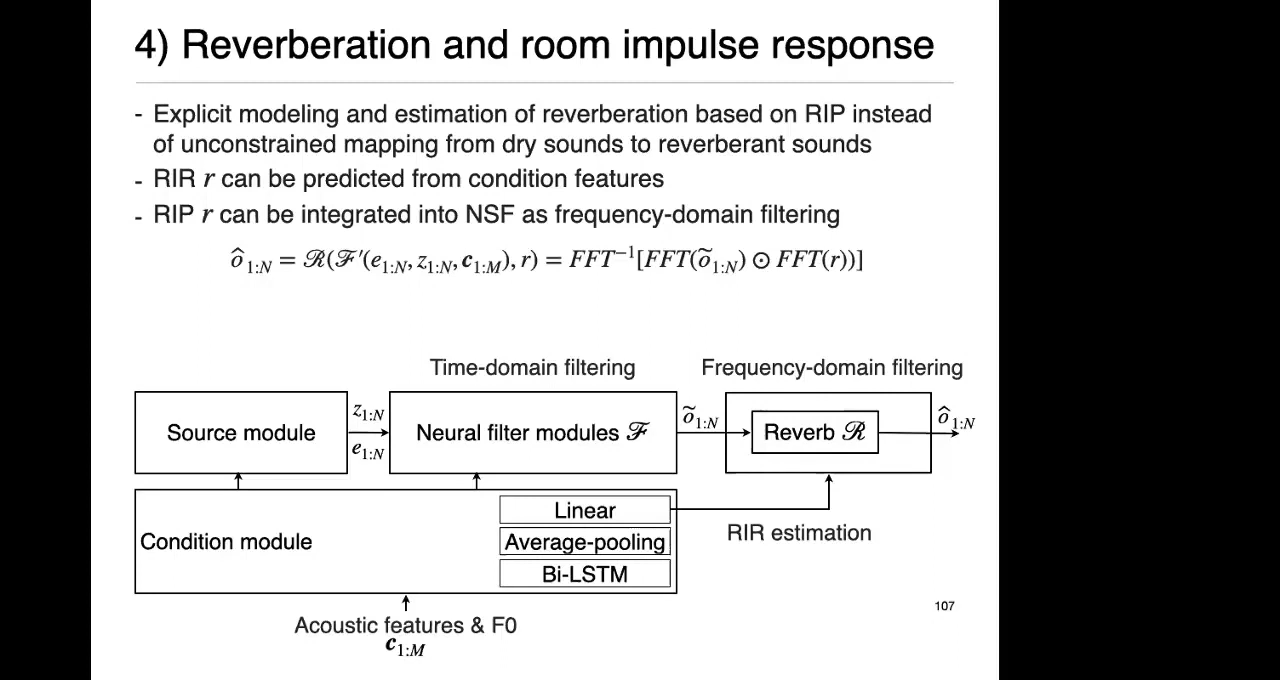 4) Reverberation and room impulse response
- Explicit modeling and estimation of reverberation based on RIP instead
of unconstrained mapping from dry sounds to reverberant sounds
- RIR r can be predicted from condition features
- RIP r can be integrated into NSF as frequency-domain filtering
ô₁:N = ℛ(ℱ′(e₁:N, z₁:N, c₁:M), r) = FFT⁻¹[FFT(õ₁:N) ⊙ FFT(r))]
Time-domain filtering
Frequency-domain filtering
Source module
z₁:N
e₁:N
Neural filter modules ℱ
õ₁:N
Reverb ℛ
ô₁:N
Condition module
Linear
Average-pooling
Bi-LSTM
RIR estimation
Acoustic features & F0
c₁:M
107